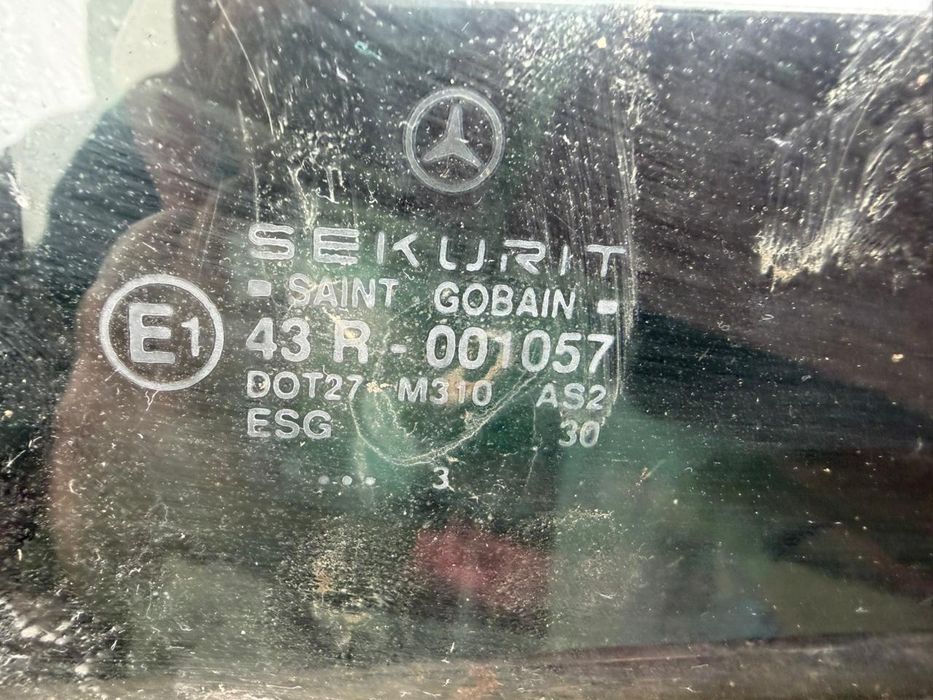 SEKURIT
- SAINT GOBAIN -
E1
43 R - 001057
DOT27 M310 AS2
ESG 30
... 3